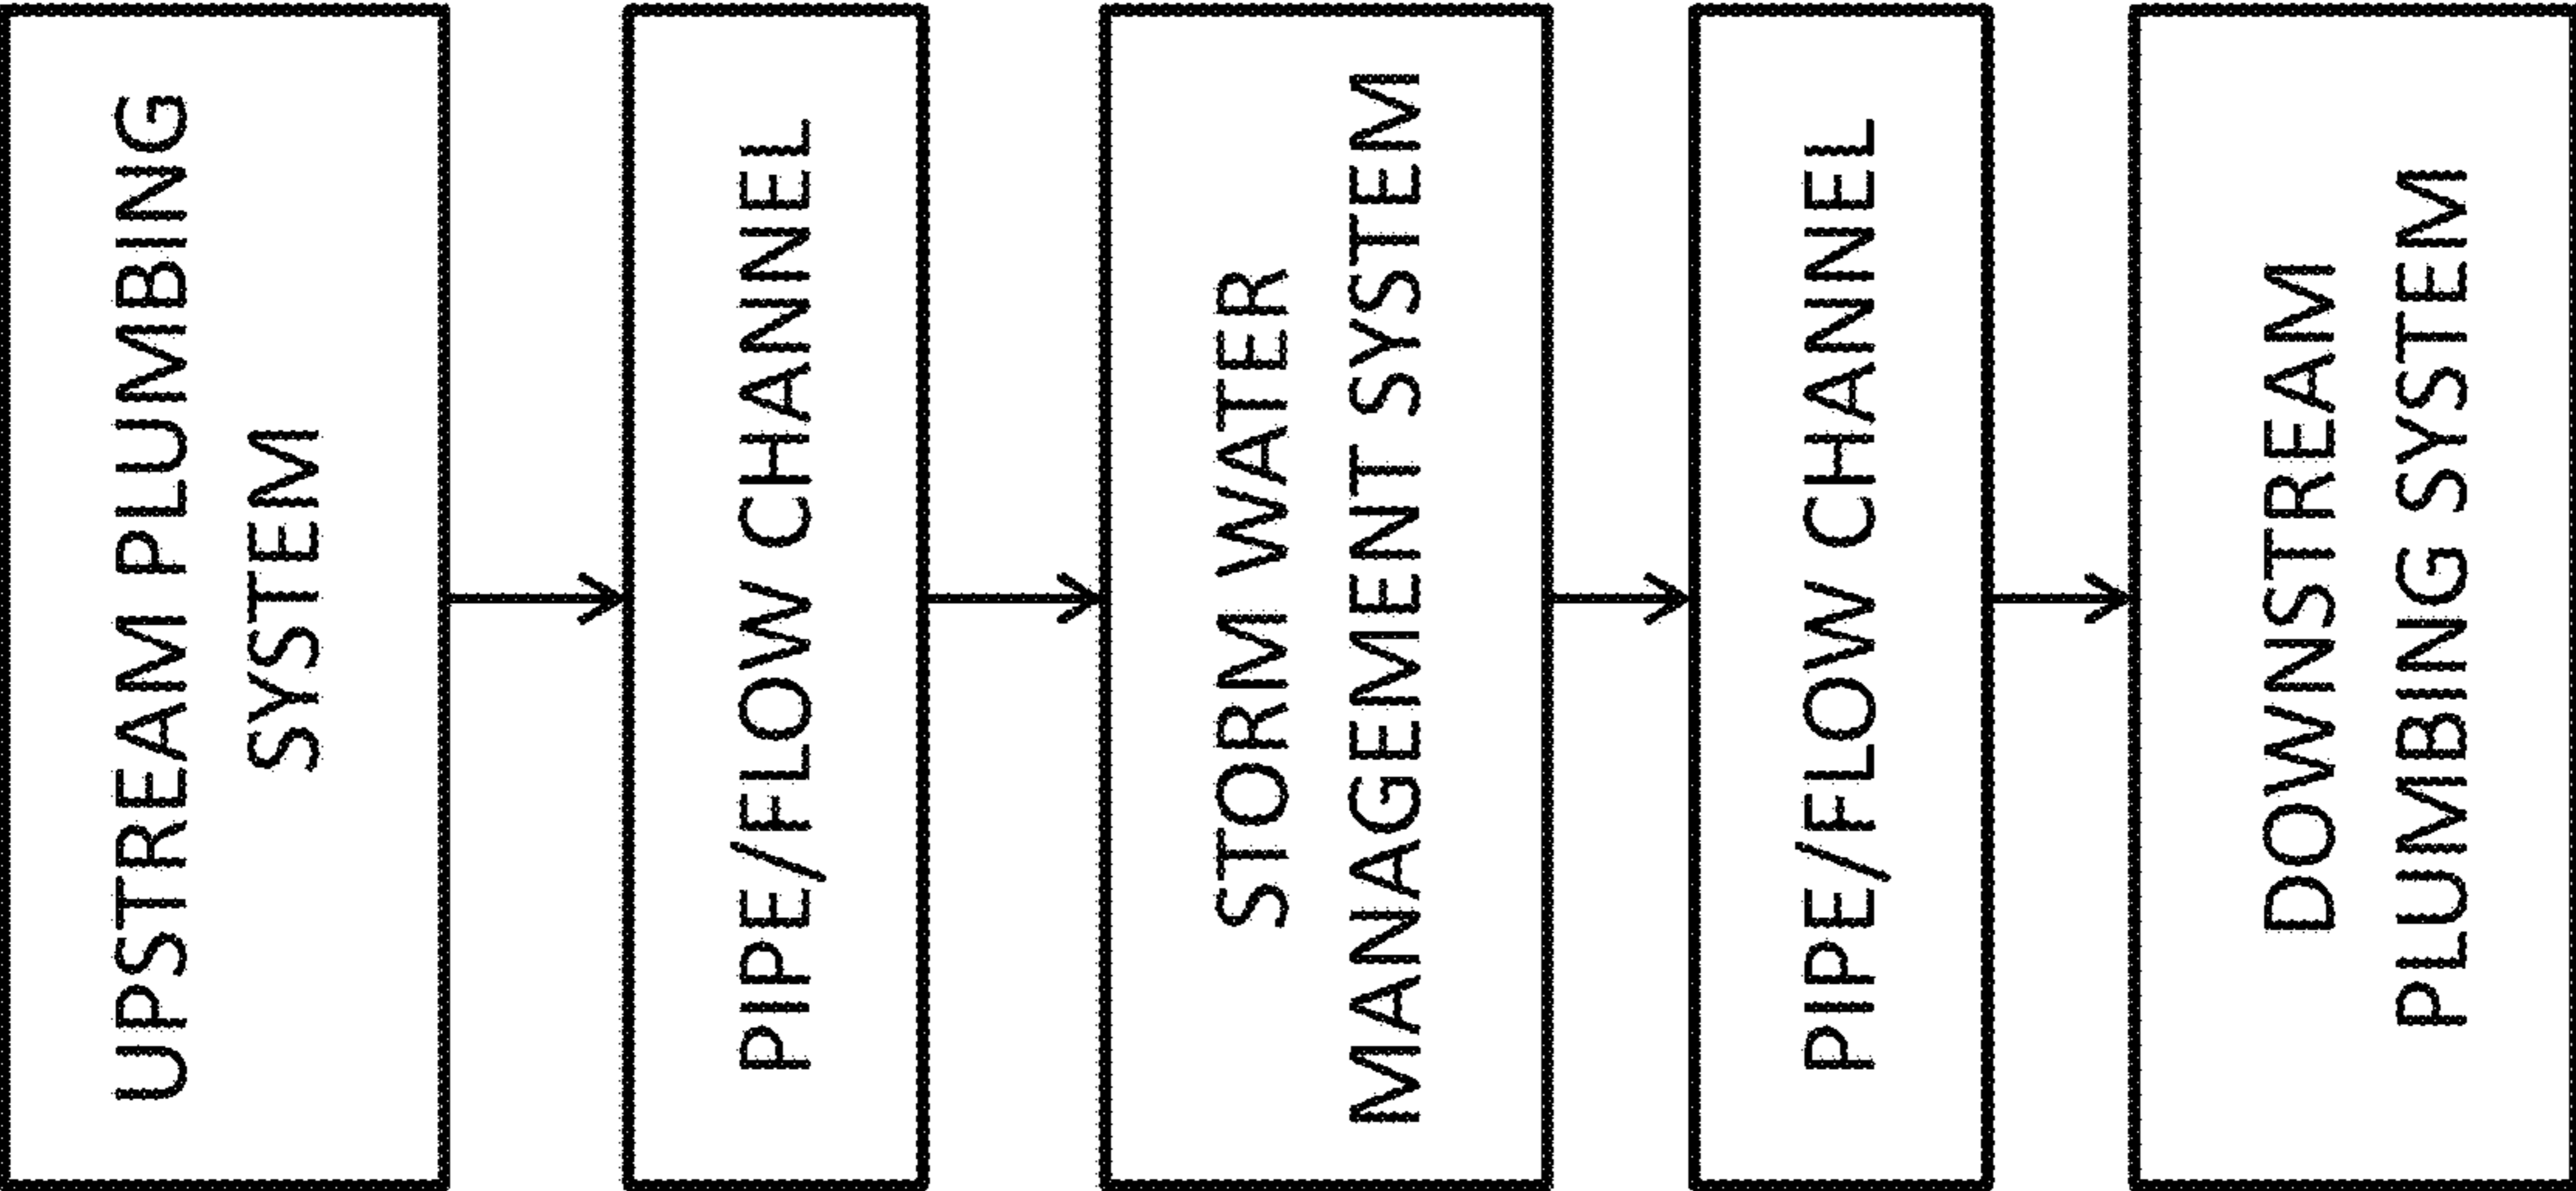 UPSTREAM PLUMBING
SYSTEM
PIPE/FLOW CHANNEL
STORM WATER
MANAGEMENT SYSTEM
PIPE/FLOW CHANNEL
DOWNSTREAM
PLUMBING SYSTEM